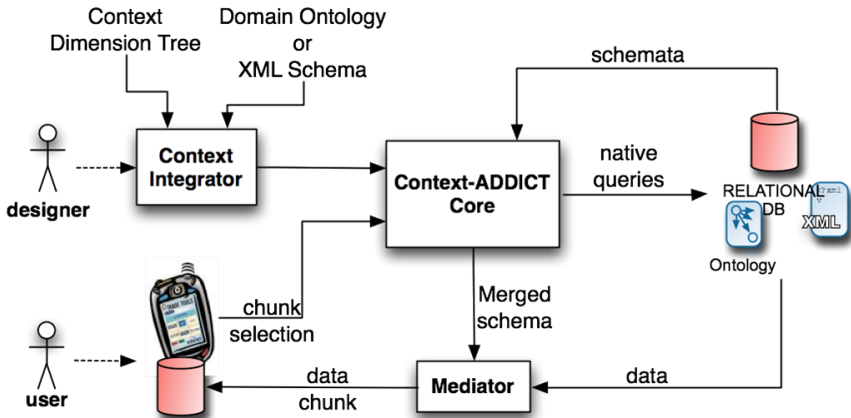 Context
Dimension Tree
Domain Ontology
or
XML Schema
schemata
Context
Integrator
designer
Context-ADDICT
Core
native
queries
RELATIONAL
DB
XML
Ontology
chunk
selection
Merged
schema
user
data
chunk
Mediator
data